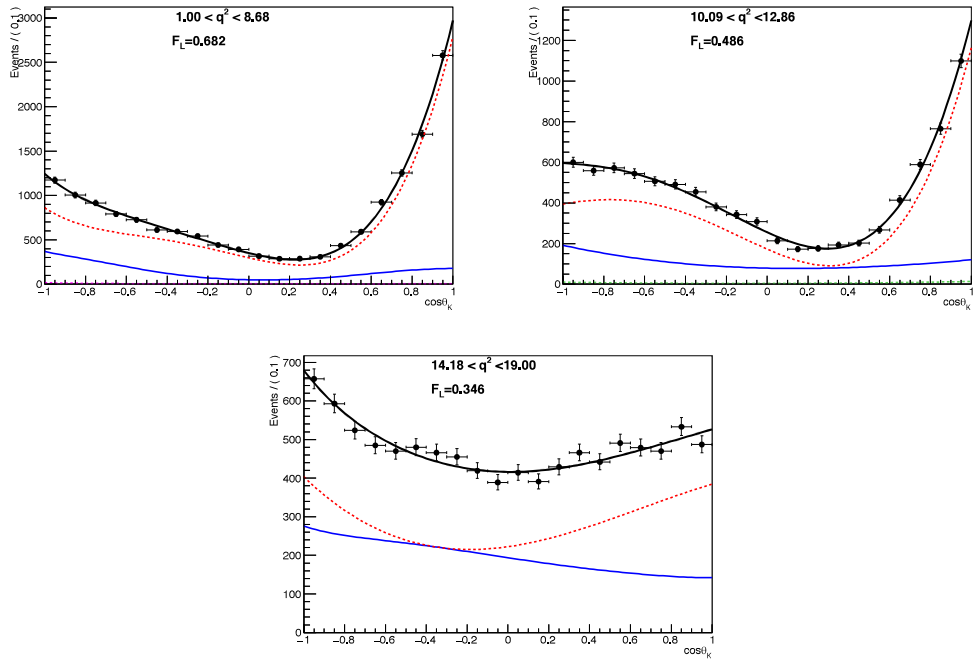 1.00 < q² < 8.68
F_L=0.682
Events / ( 0.1 )
3000
2500
2000
1500
1000
500
0
-1 -0.8 -0.6 -0.4 -0.2 0 0.2 0.4 0.6 0.8 1
cosθ_K
10.09 < q² <12.86
F_L=0.486
Events / ( 0.1 )
1200
1000
800
600
400
200
0
-1 -0.8 -0.6 -0.4 -0.2 0 0.2 0.4 0.6 0.8 1
cosθ_K
14.18 < q² <19.00
F_L=0.346
Events / ( 0.1 )
700
600
500
400
300
200
100
0
-1 -0.8 -0.6 -0.4 -0.2 0 0.2 0.4 0.6 0.8 1
cosθ_K